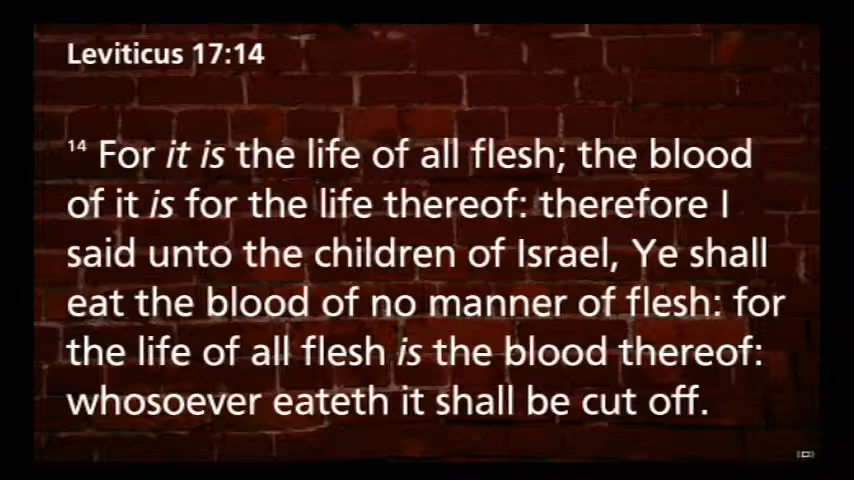 Leviticus 17:14
14 For it is the life of all flesh; the blood
of it is for the life thereof: therefore I
said unto the children of Israel, Ye shall
eat the blood of no manner of flesh: for
the life of all flesh is the blood thereof:
whosoever eateth it shall be cut off.